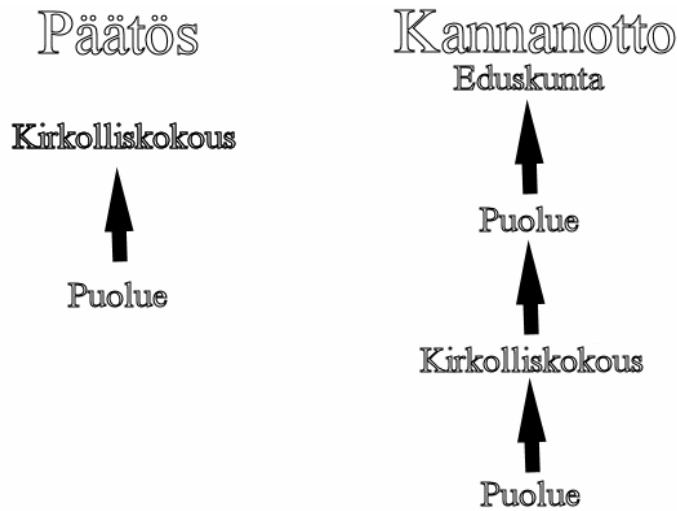 Päätös
Kirkolliskokous
Puolue
Kannanotto
Eduskunta
Puolue
Kirkolliskokous
Puolue